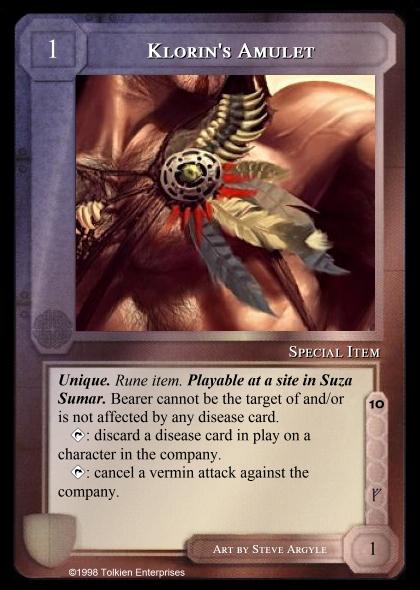 1
Klorin's Amulet
Special Item
Unique. Rune item. Playable at a site in Suza
Sumar. Bearer cannot be the target of and/or
is not affected by any disease card.
: discard a disease card in play on a
character in the company.
: cancel a vermin attack against the
company.
10
Art by Steve Argyle
1
©1998 Tolkien Enterprises